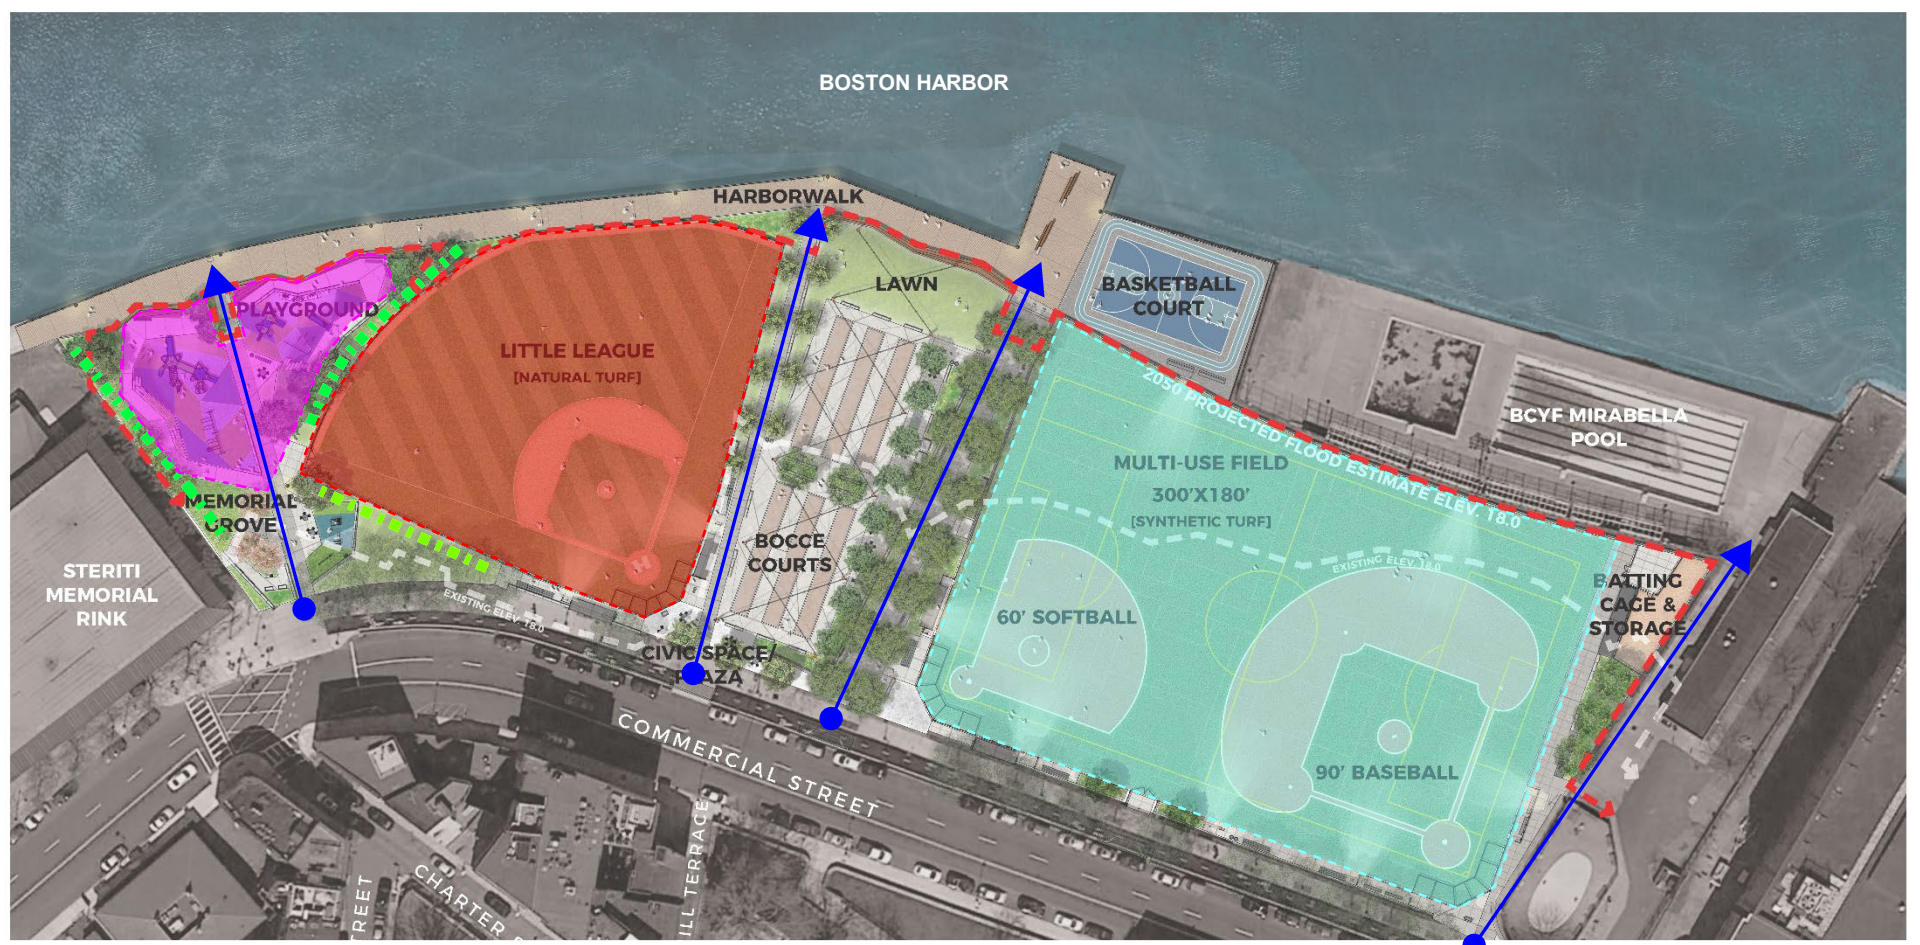 BOSTON HARBOR
HARBORWALK
LAWN
BASKETBALL
COURT
PLAYGROUND
LITTLE LEAGUE
[NATURAL TURF]
2050 PROJECTED FLOOD ESTIMATE ELEV. 18.0
BCYF MIRABELLA
POOL
MULTI-USE FIELD
300'X180'
[SYNTHETIC TURF]
MEMORIAL
GROVE
BOCCE
COURTS
EXISTING ELEV. 18.0
STERITI
MEMORIAL
RINK
BATTING
CAGE &
STORAGE
EXISTING ELEV. 18.0
60' SOFTBALL
CIVIC SPACE/
PLAZA
COMMERCIAL STREET
90' BASEBALL
CHARTER
TREET
ILL TERRACE